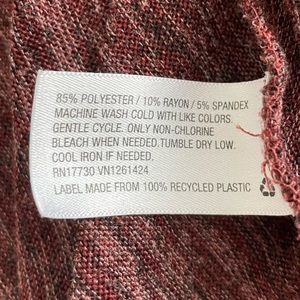 85% POLYESTER / 10% RAYON / 5% SPANDEX
MACHINE WASH COLD WITH LIKE COLORS.
GENTLE CYCLE. ONLY NON-CHLORINE
BLEACH WHEN NEEDED.TUMBLE DRY LOW.
COOL IRON IF NEEDED.
RN17730 VN1261424
LABEL MADE FROM 100% RECYCLED PLASTIC